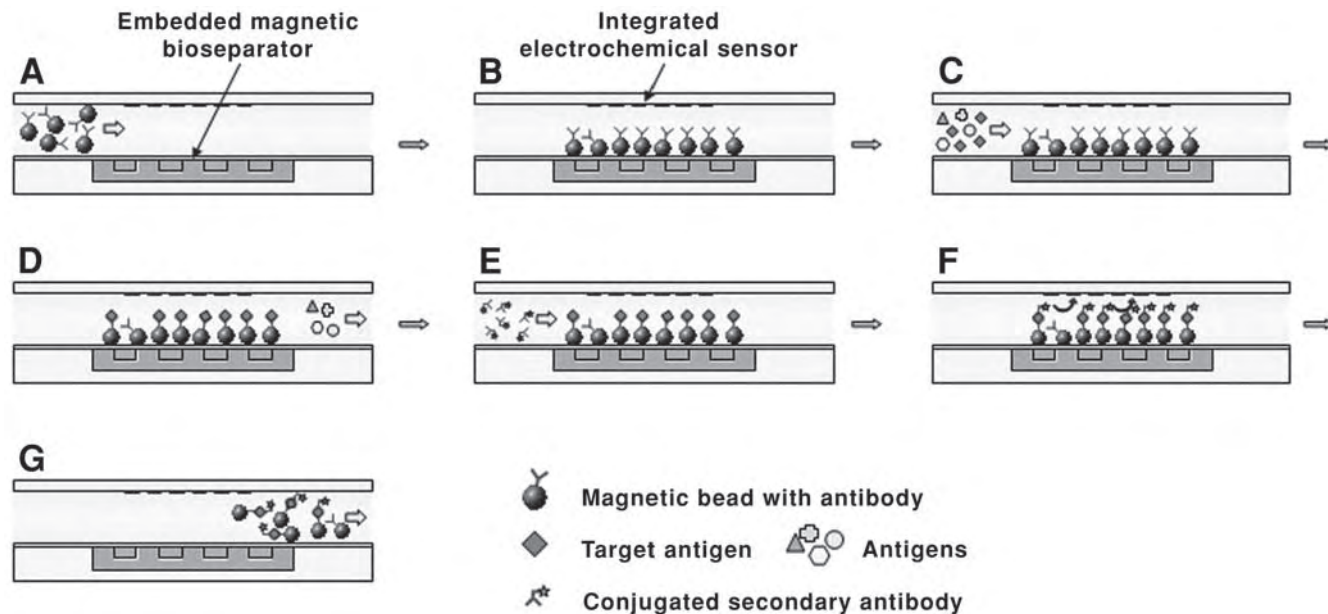 Embedded magnetic
bioseparator
Integrated
electrochemical sensor
A
B
C
D
E
F
G
Magnetic bead with antibody
Target antigen
Antigens
Conjugated secondary antibody